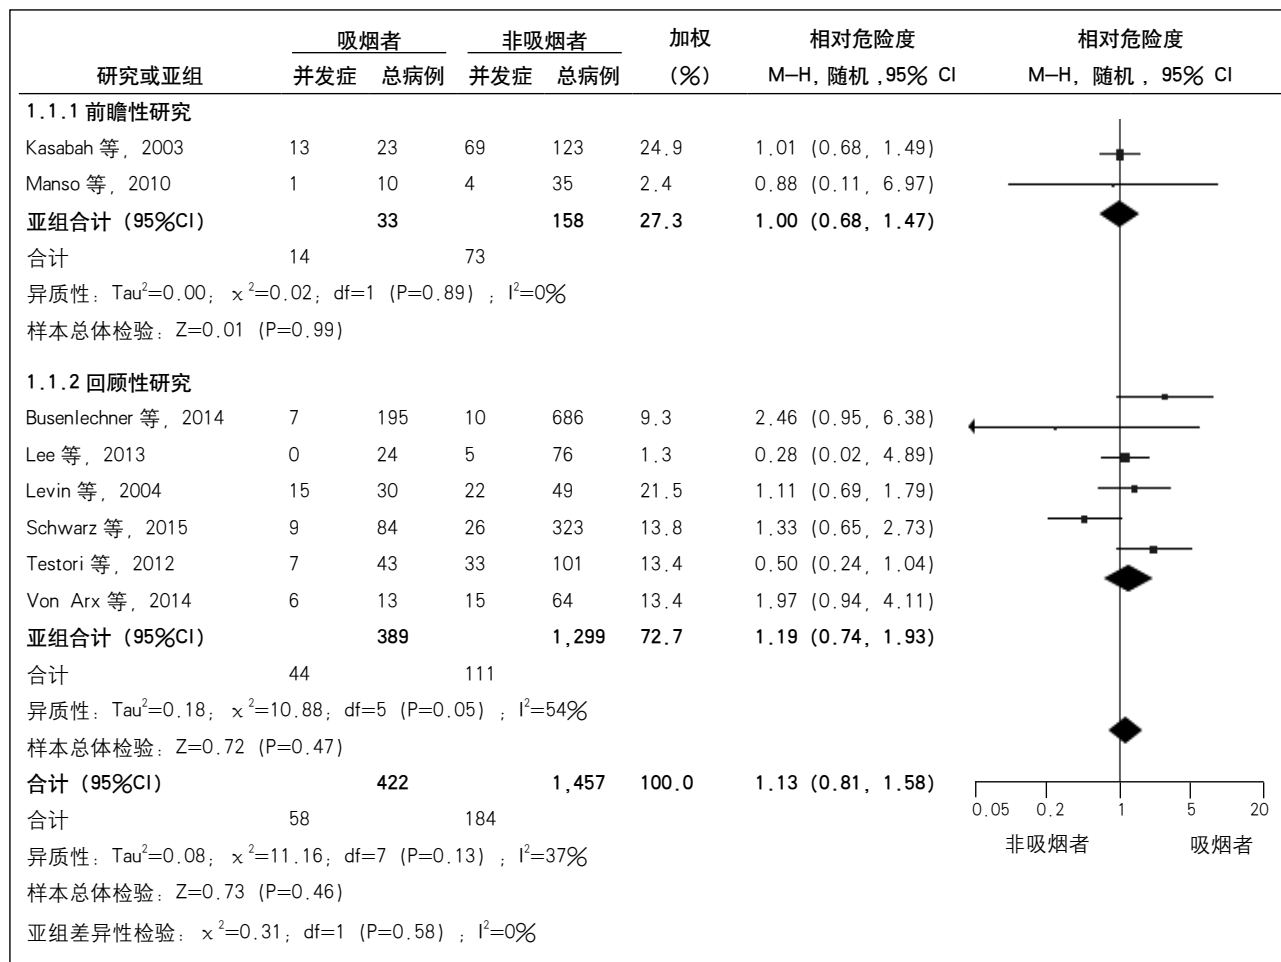 吸烟者 非吸烟者 加权 相对危险度 相对危险度
研究或亚组 并发症 总病例 并发症 总病例 (%) M—H, 随机 ,95% CI M—H, 随机 , 95% CI
1.1.1 前瞻性研究
Kasabah 等, 2003 13 23 69 123 24.9 1.01 (0.68, 1.49)
Manso 等, 2010 1 10 4 35 2.4 0.88 (0.11, 6.97)
亚组合计 (95%CI) 33 158 27.3 1.00 (0.68, 1.47)
合计 14 73
异质性: Tau²=0.00; χ²=0.02; df=1 (P=0.89) ; I²=0%
样本总体检验: Z=0.01 (P=0.99)
1.1.2 回顾性研究
Busenlechner 等, 2014 7 195 10 686 9.3 2.46 (0.95, 6.38)
Lee 等, 2013 0 24 5 76 1.3 0.28 (0.02, 4.89)
Levin 等, 2004 15 30 22 49 21.5 1.11 (0.69, 1.79)
Schwarz 等, 2015 9 84 26 323 13.8 1.33 (0.65, 2.73)
Testori 等, 2012 7 43 33 101 13.4 0.50 (0.24, 1.04)
Von Arx 等, 2014 6 13 15 64 13.4 1.97 (0.94, 4.11)
亚组合计 (95%CI) 389 1,299 72.7 1.19 (0.74, 1.93)
合计 44 111
异质性: Tau²=0.18; χ²=10.88; df=5 (P=0.05) ; I²=54%
样本总体检验: Z=0.72 (P=0.47)
合计 (95%CI) 422 1,457 100.0 1.13 (0.81, 1.58)
0.05 0.2 1 5 20
合计 58 184
非吸烟者 吸烟者
异质性: Tau²=0.08; χ²=11.16; df=7 (P=0.13) ; I²=37%
样本总体检验: Z=0.73 (P=0.46)
亚组差异性检验: χ²=0.31; df=1 (P=0.58) ; I²=0%